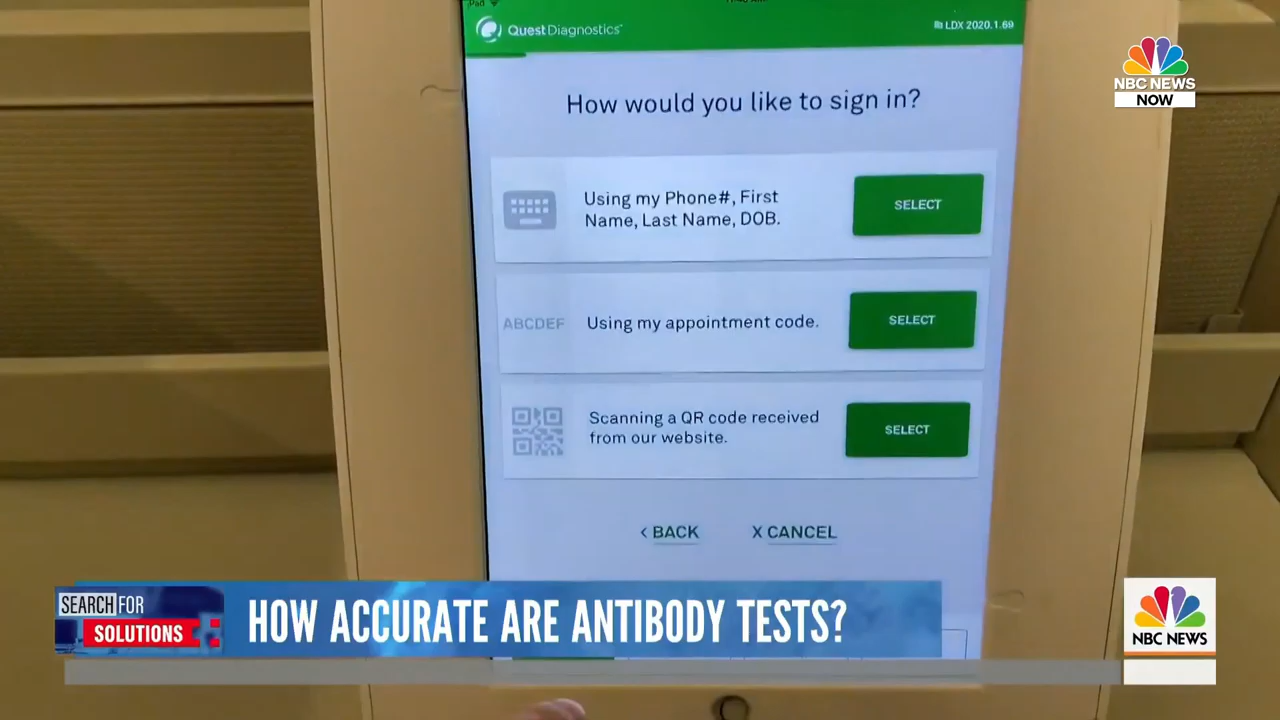 iPad
QuestDiagnostics™
LDX 2020.1.69
NBC NEWS
NOW
How would you like to sign in?
Using my Phone#, First
Name, Last Name, DOB.
SELECT
ABCDEF
Using my appointment code.
SELECT
Scanning a QR code received
from our website.
SELECT
< BACK
X CANCEL
SEARCH FOR
SOLUTIONS
HOW ACCURATE ARE ANTIBODY TESTS?
NBC NEWS